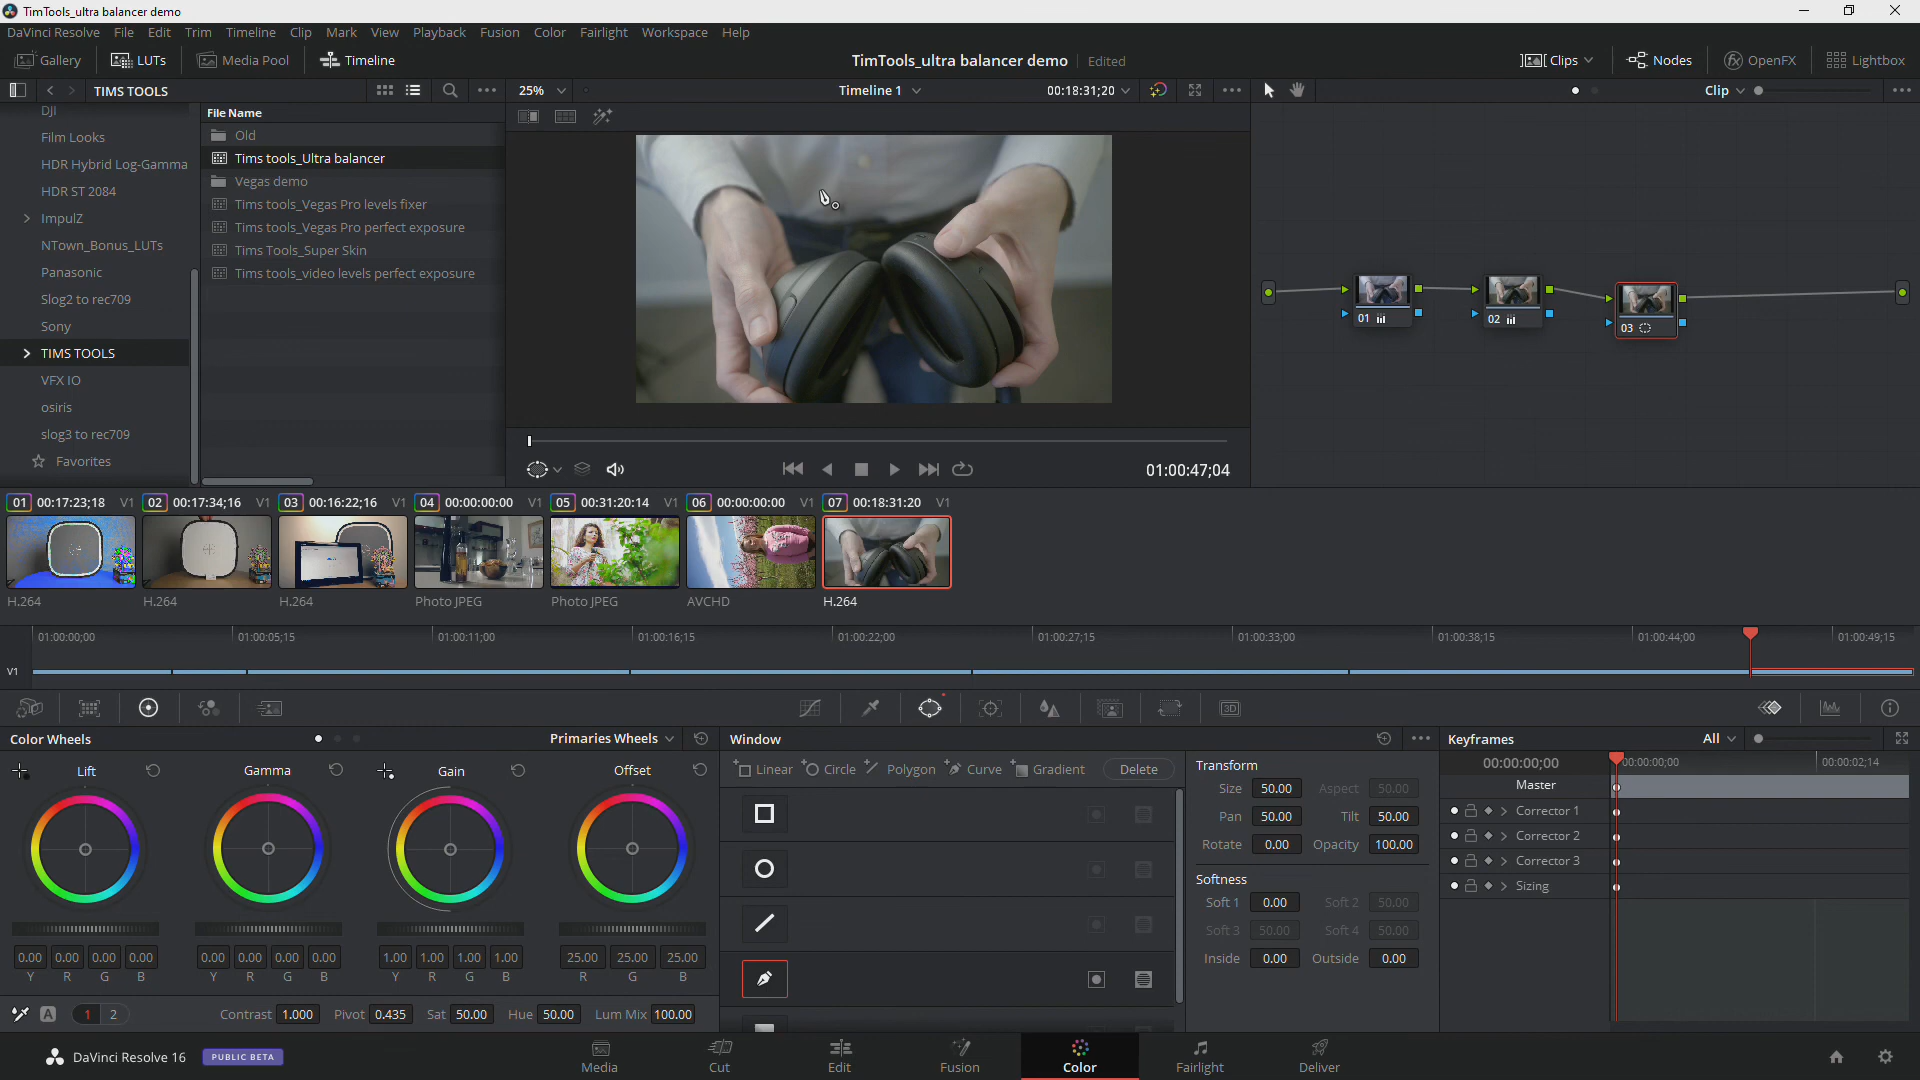 TimTools_ultra balancer demo
DaVinci Resolve File Edit Trim Timeline Clip Mark View Playback Fusion Color Fairlight Workspace Help
Gallery LUTs Media Pool Timeline TimTools_ultra balancer demo Edited Clips Nodes OpenFX Lightbox
TIMS TOOLS 25% Timeline 1 00:18:31;20 Clip
File Name
DJI
Film Looks
HDR Hybrid Log-Gamma
HDR ST 2084
ImpulZ
NTown_Bonus_LUTs
Panasonic
Slog2 to rec709
Sony
TIMS TOOLS
VFX IO
osiris
slog3 to rec709
Favorites
Old
Tims tools_Ultra balancer
Vegas demo
Tims tools_Vegas Pro levels fixer
Tims tools_Vegas Pro perfect exposure
Tims Tools_Super Skin
Tims tools_video levels perfect exposure
01 02 03
01:00:47;04
01 00:17:23;18 V1 02 00:17:34;16 V1 03 00:16:22;16 V1 04 00:00:00:00 V1 05 00:31:20:14 V1 06 00:00:00:00 V1 07 00:18:31:20 V1
H.264 H.264 H.264 Photo JPEG Photo JPEG AVCHD H.264
01:00:00;00 01:00:05;15 01:00:11;00 01:00:16;15 01:00:22;00 01:00:27;15 01:00:33;00 01:00:38;15 01:00:44;00 01:00:49;15
V1
3D
Color Wheels Primaries Wheels
Lift Gamma Gain Offset
0.00 0.00 0.00 0.00 0.00 0.00 0.00 0.00 1.00 1.00 1.00 1.00 25.00 25.00 25.00
Y R G B Y R G B Y R G B R G B
A 1 2 Contrast 1.000 Pivot 0.435 Sat 50.00 Hue 50.00 Lum Mix 100.00
Window
Linear Circle Polygon Curve Gradient Delete
Transform
Size 50.00 Aspect 50.00
Pan 50.00 Tilt 50.00
Rotate 0.00 Opacity 100.00
Softness
Soft 1 0.00 Soft 2 50.00
Soft 3 50.00 Soft 4 50.00
Inside 0.00 Outside 0.00
Keyframes All
00:00:00;00 00:00:00;00 00:00:02;14
Master
Corrector 1
Corrector 2
Corrector 3
Sizing
DaVinci Resolve 16 PUBLIC BETA Media Cut Edit Fusion Color Fairlight Deliver